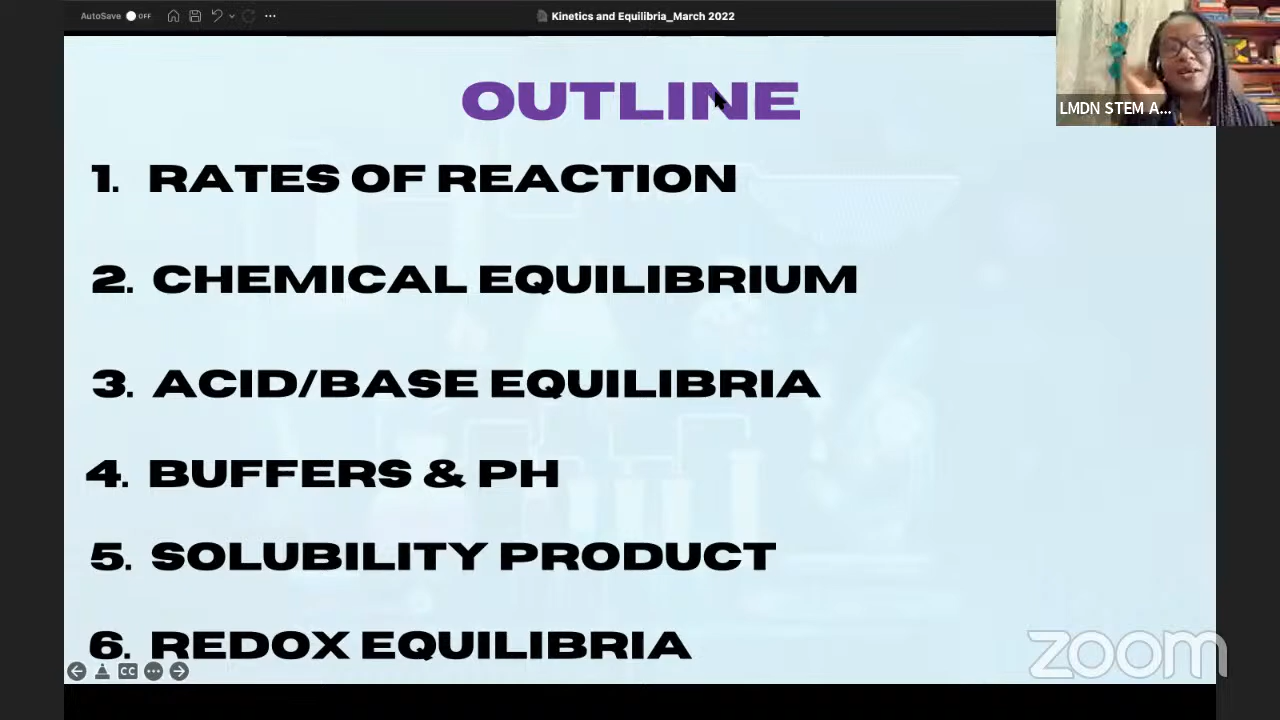 AutoSave OFF
Kinetics and Equilibria_March 2022
LMDN STEM A...
OUTLINE
1. RATES OF REACTION
2. CHEMICAL EQUILIBRIUM
3. ACID/BASE EQUILIBRIA
4. BUFFERS & PH
5. SOLUBILITY PRODUCT
6. REDOX EQUILIBRIA
CC
zoom